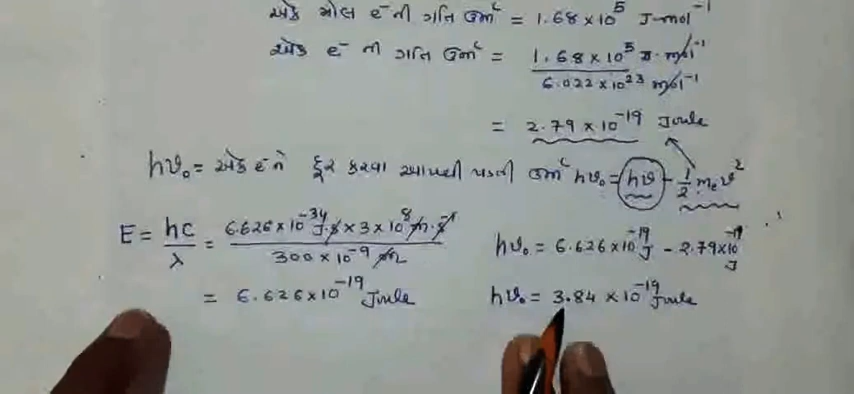 એક મોલ e⁻ ની ગતિ ઊર્જા = 1.68 × 10⁵ J·mol⁻¹
એક e⁻ ની ગતિ ઊર્જા = 1.68 × 10⁵ J·mol⁻¹ / 6.022 × 10²³ mol⁻¹
= 2.79 × 10⁻¹⁹ Joule
hν₀ = એક e⁻ ને દૂર કરવા આપવી પડતી ઊર્જા hν₀ = hν - 1/2 mₑv²
E = hc/λ = 6.626 × 10⁻³⁴ J·s × 3 × 10⁸ m·s⁻¹ / 300 × 10⁻⁹ m
hν₀ = 6.626 × 10⁻¹⁹ J - 2.79 × 10⁻¹⁹ J
= 6.626 × 10⁻¹⁹ Joule
hν₀ = 3.84 × 10⁻¹⁹ Joule